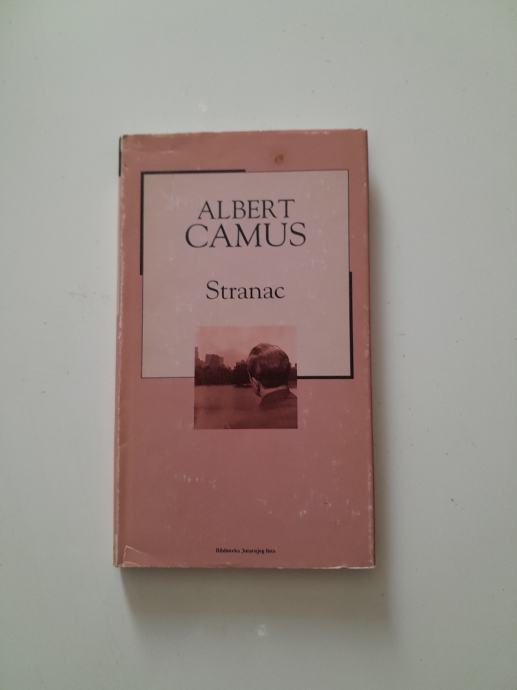 ALBERT
CAMUS
Stranac
Biblioteka Jutarnjeg lista